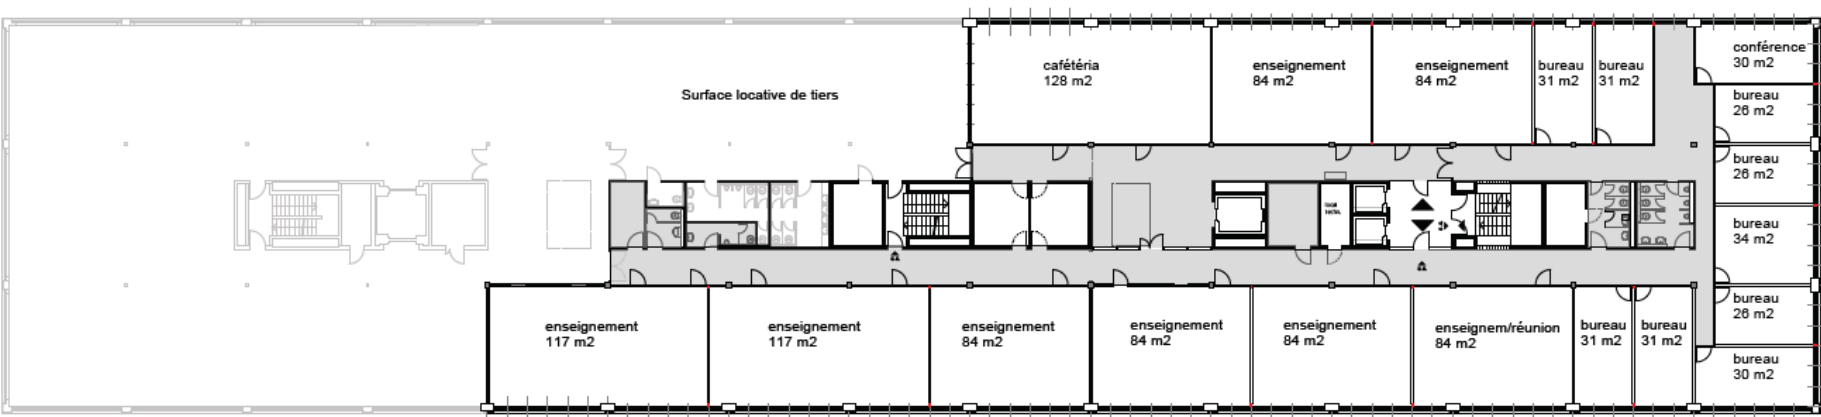 Surface locative de tiers
cafétéria
128 m2
enseignement
84 m2
enseignement
84 m2
bureau
31 m2
bureau
31 m2
conférence
30 m2
bureau
26 m2
bureau
26 m2
bureau
34 m2
bureau
26 m2
bureau
30 m2
local
techn.
enseignement
117 m2
enseignement
117 m2
enseignement
84 m2
enseignement
84 m2
enseignement
84 m2
enseignem/réunion
84 m2
bureau
31 m2
bureau
31 m2